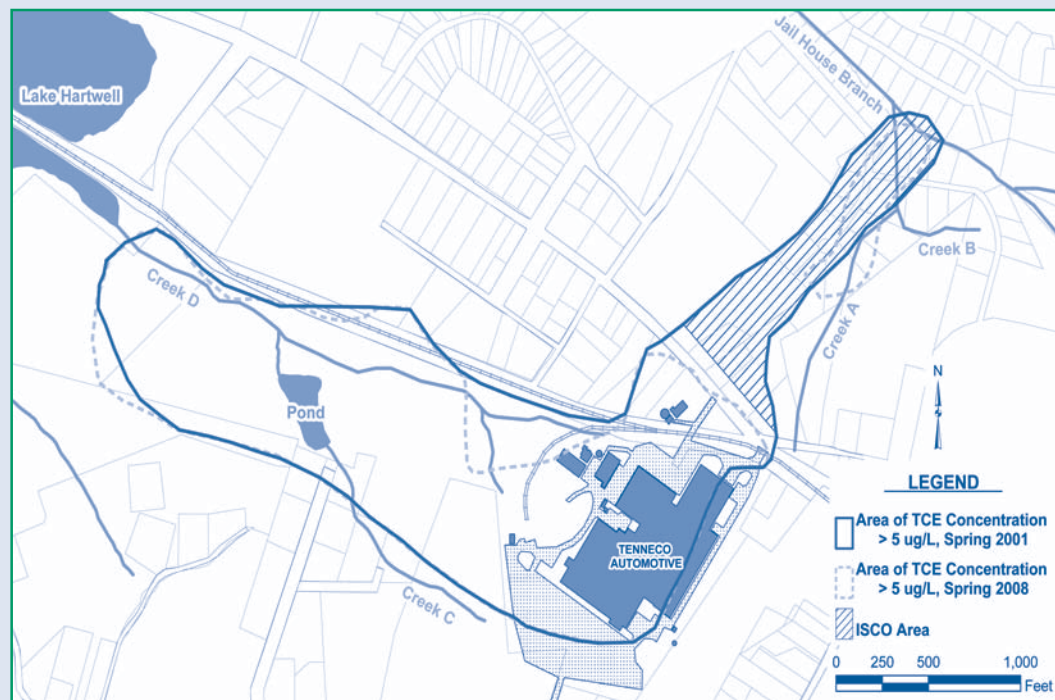 Jail House Branch
Lake Hartwell
Creek B
Creek D
Creek A
N
Pond
LEGEND
Area of TCE Concentration
> 5 ug/L, Spring 2001
TENNECO
AUTOMOTIVE
Area of TCE Concentration
> 5 ug/L, Spring 2008
Creek C
ISCO Area
0 250 500 1,000
Feet